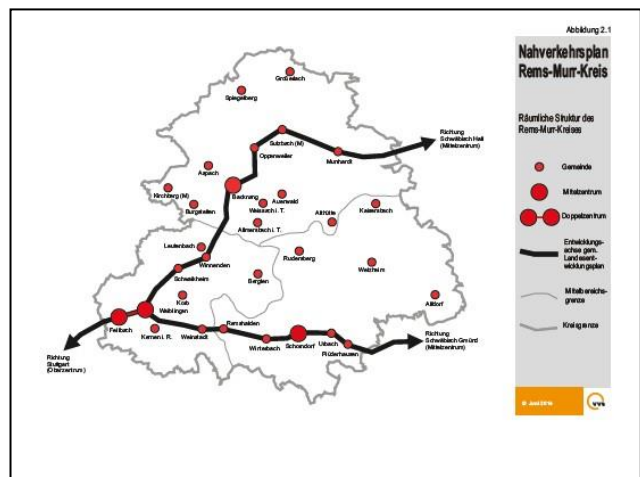 Abbildung 2.1
Nahverkehrsplan
Rems-Murr-Kreis
Räumliche Struktur des
Rems-Murr-Kreises
Gemeinde
Mittelzentrum
Doppelzentrum
Entwicklungs-
achse gem.
Landesent-
wicklungsplan
Mittelbereichs-
grenze
Kreisgrenze
Großerlach
Spiegelberg
Sulzbach (M)
Oppenweiler
Murrhardt
Richtung
Schwäbisch Hall
(Mittelzentrum)
Aspach
Kirchberg (M)
Backnang
Burgstetten
Auenwald
Weissach i. T.
Allmersbach i. T.
Althütte
Kaisersbach
Leutenbach
Winnenden
Schwaikheim
Rudersberg
Welzheim
Berglen
Alfdorf
Korb
Waiblingen
Fellbach
Kernen i. R.
Weinstadt
Remshalden
Winterbach
Schorndorf
Urbach
Plüderhausen
Richtung
Schwäbisch Gmünd
(Mittelzentrum)
Richtung
Stuttgart
(Oberzentrum)